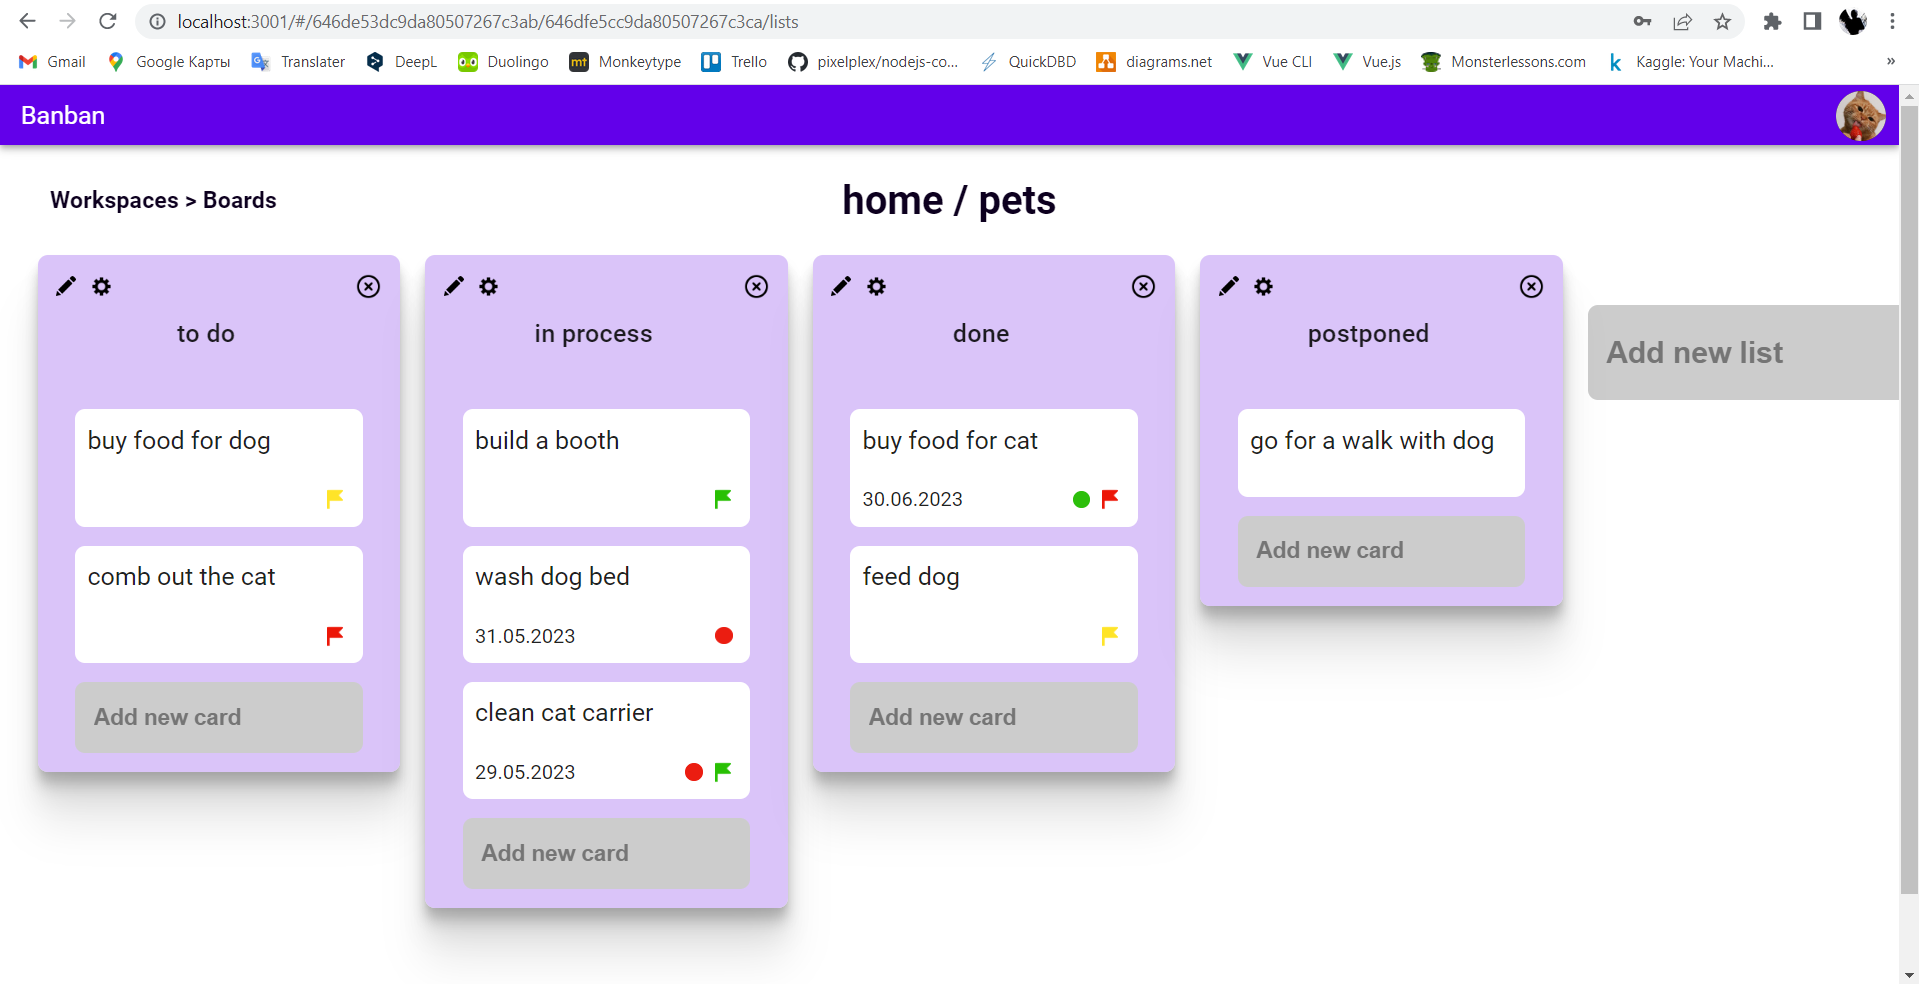 localhost:3001/#/646de53dc9da80507267c3ab/646dfe5cc9da80507267c3ca/lists
Gmail Google Карты Translater DeepL Duolingo Monkeytype Trello pixelplex/nodejs-co... QuickDBD diagrams.net Vue CLI Vue.js Monsterlessons.com Kaggle: Your Machi... »
Banban
Workspaces > Boards
home / pets
to do
buy food for dog
comb out the cat
Add new card
in process
build a booth
wash dog bed
31.05.2023
clean cat carrier
29.05.2023
Add new card
done
buy food for cat
30.06.2023
feed dog
Add new card
postponed
go for a walk with dog
Add new card
Add new list